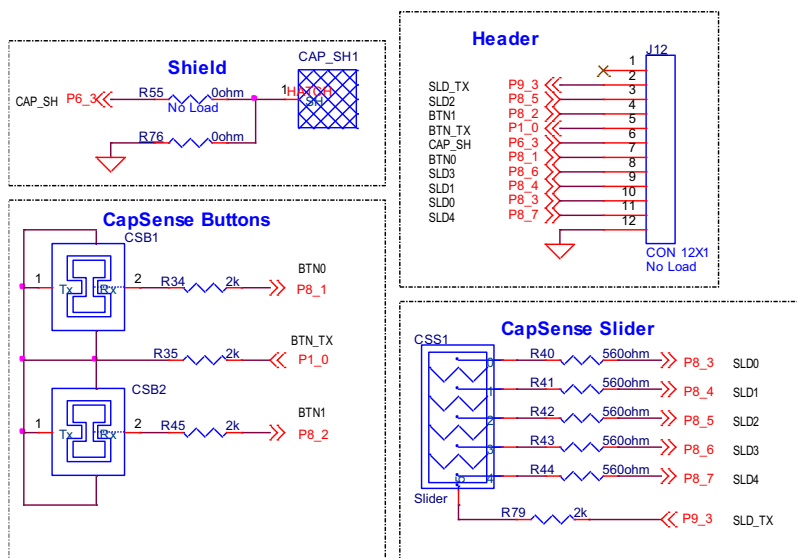 Shield
CAP_SH1
CAP_SH P6_3 R55 0ohm 1 HATCH
No Load SH
R76 0ohm
Header
J12
1
2
SLD_TX P9_3 3
SLD2 P8_5 4
BTN1 P8_2 5
BTN_TX P1_0 6
CAP_SH P6_3 7
BTN0 P8_1 8
SLD3 P8_6 9
SLD1 P8_4 10
SLD0 P8_3 11
SLD4 P8_7 12
CON 12X1
No Load
CapSense Buttons
CSB1
BTN0
1 Tx Rx 2 R34 2k P8_1
BTN_TX
R35 2k P1_0
CSB2
BTN1
1 Tx Rx 2 R45 2k P8_2
CapSense Slider
CSS1
0 R40 560ohm P8_3 SLD0
1 R41 560ohm P8_4 SLD1
2 R42 560ohm P8_5 SLD2
3 R43 560ohm P8_6 SLD3
5 4 R44 560ohm P8_7 SLD4
Slider
R79 2k P9_3 SLD_TX